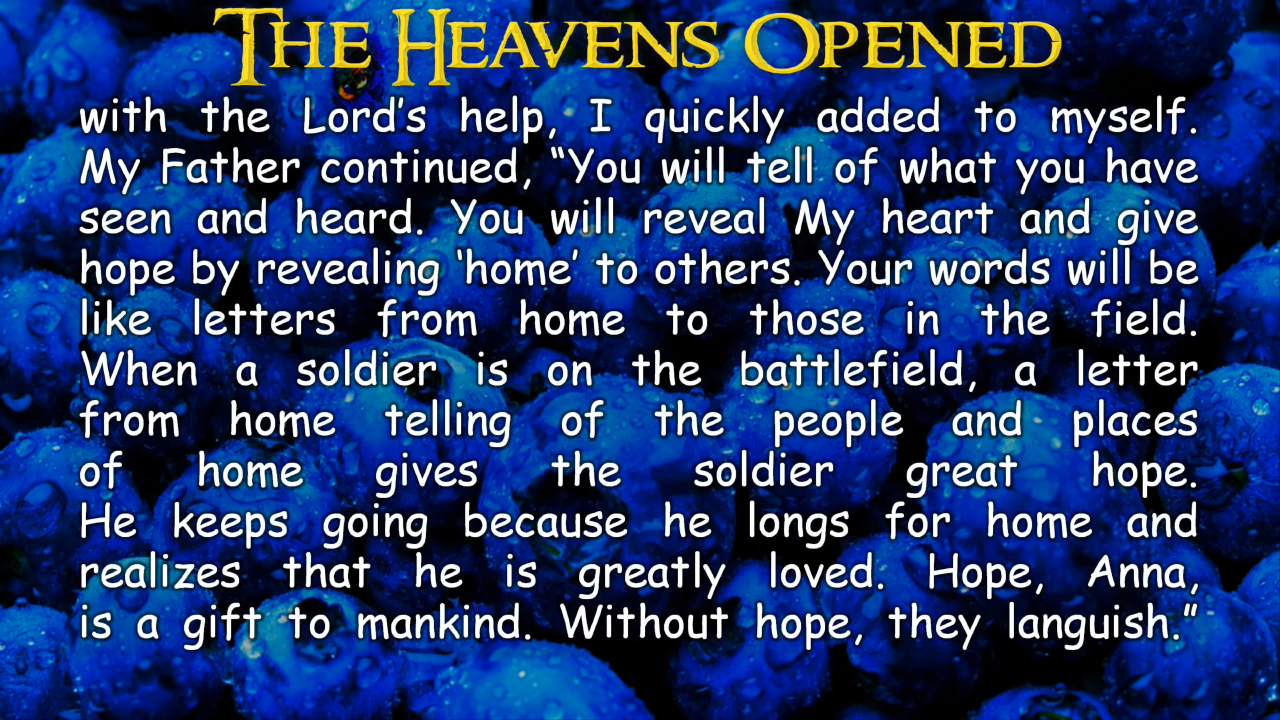 The Heavens Opened
with the Lord’s help, I quickly added to myself.
My Father continued, “You will tell of what you have
seen and heard. You will reveal My heart and give
hope by revealing ‘home’ to others. Your words will be
like letters from home to those in the field.
When a soldier is on the battlefield, a letter
from home telling of the people and places
of home gives the soldier great hope.
He keeps going because he longs for home and
realizes that he is greatly loved. Hope, Anna,
is a gift to mankind. Without hope, they languish.”